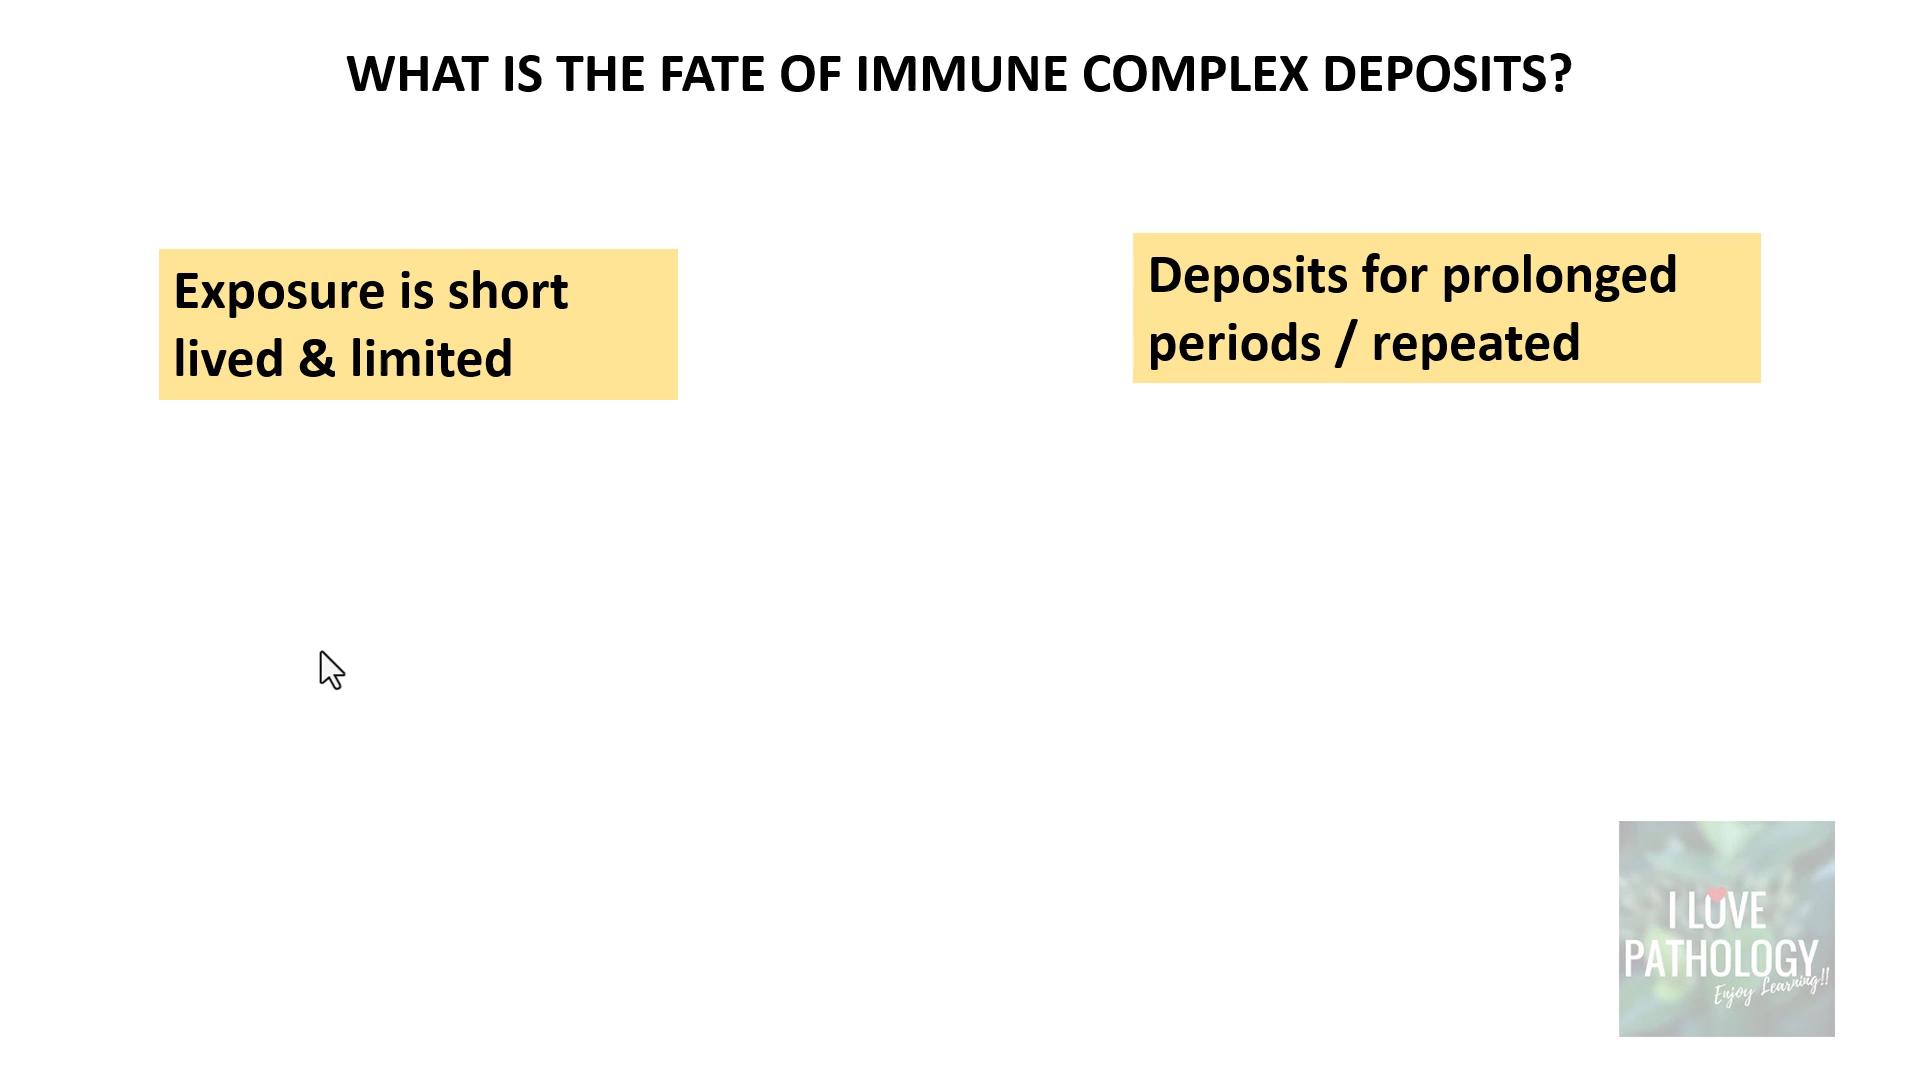 WHAT IS THE FATE OF IMMUNE COMPLEX DEPOSITS?
Exposure is short
lived & limited
Deposits for prolonged
periods / repeated
I LOVE
PATHOLOGY
Enjoy Learning!!